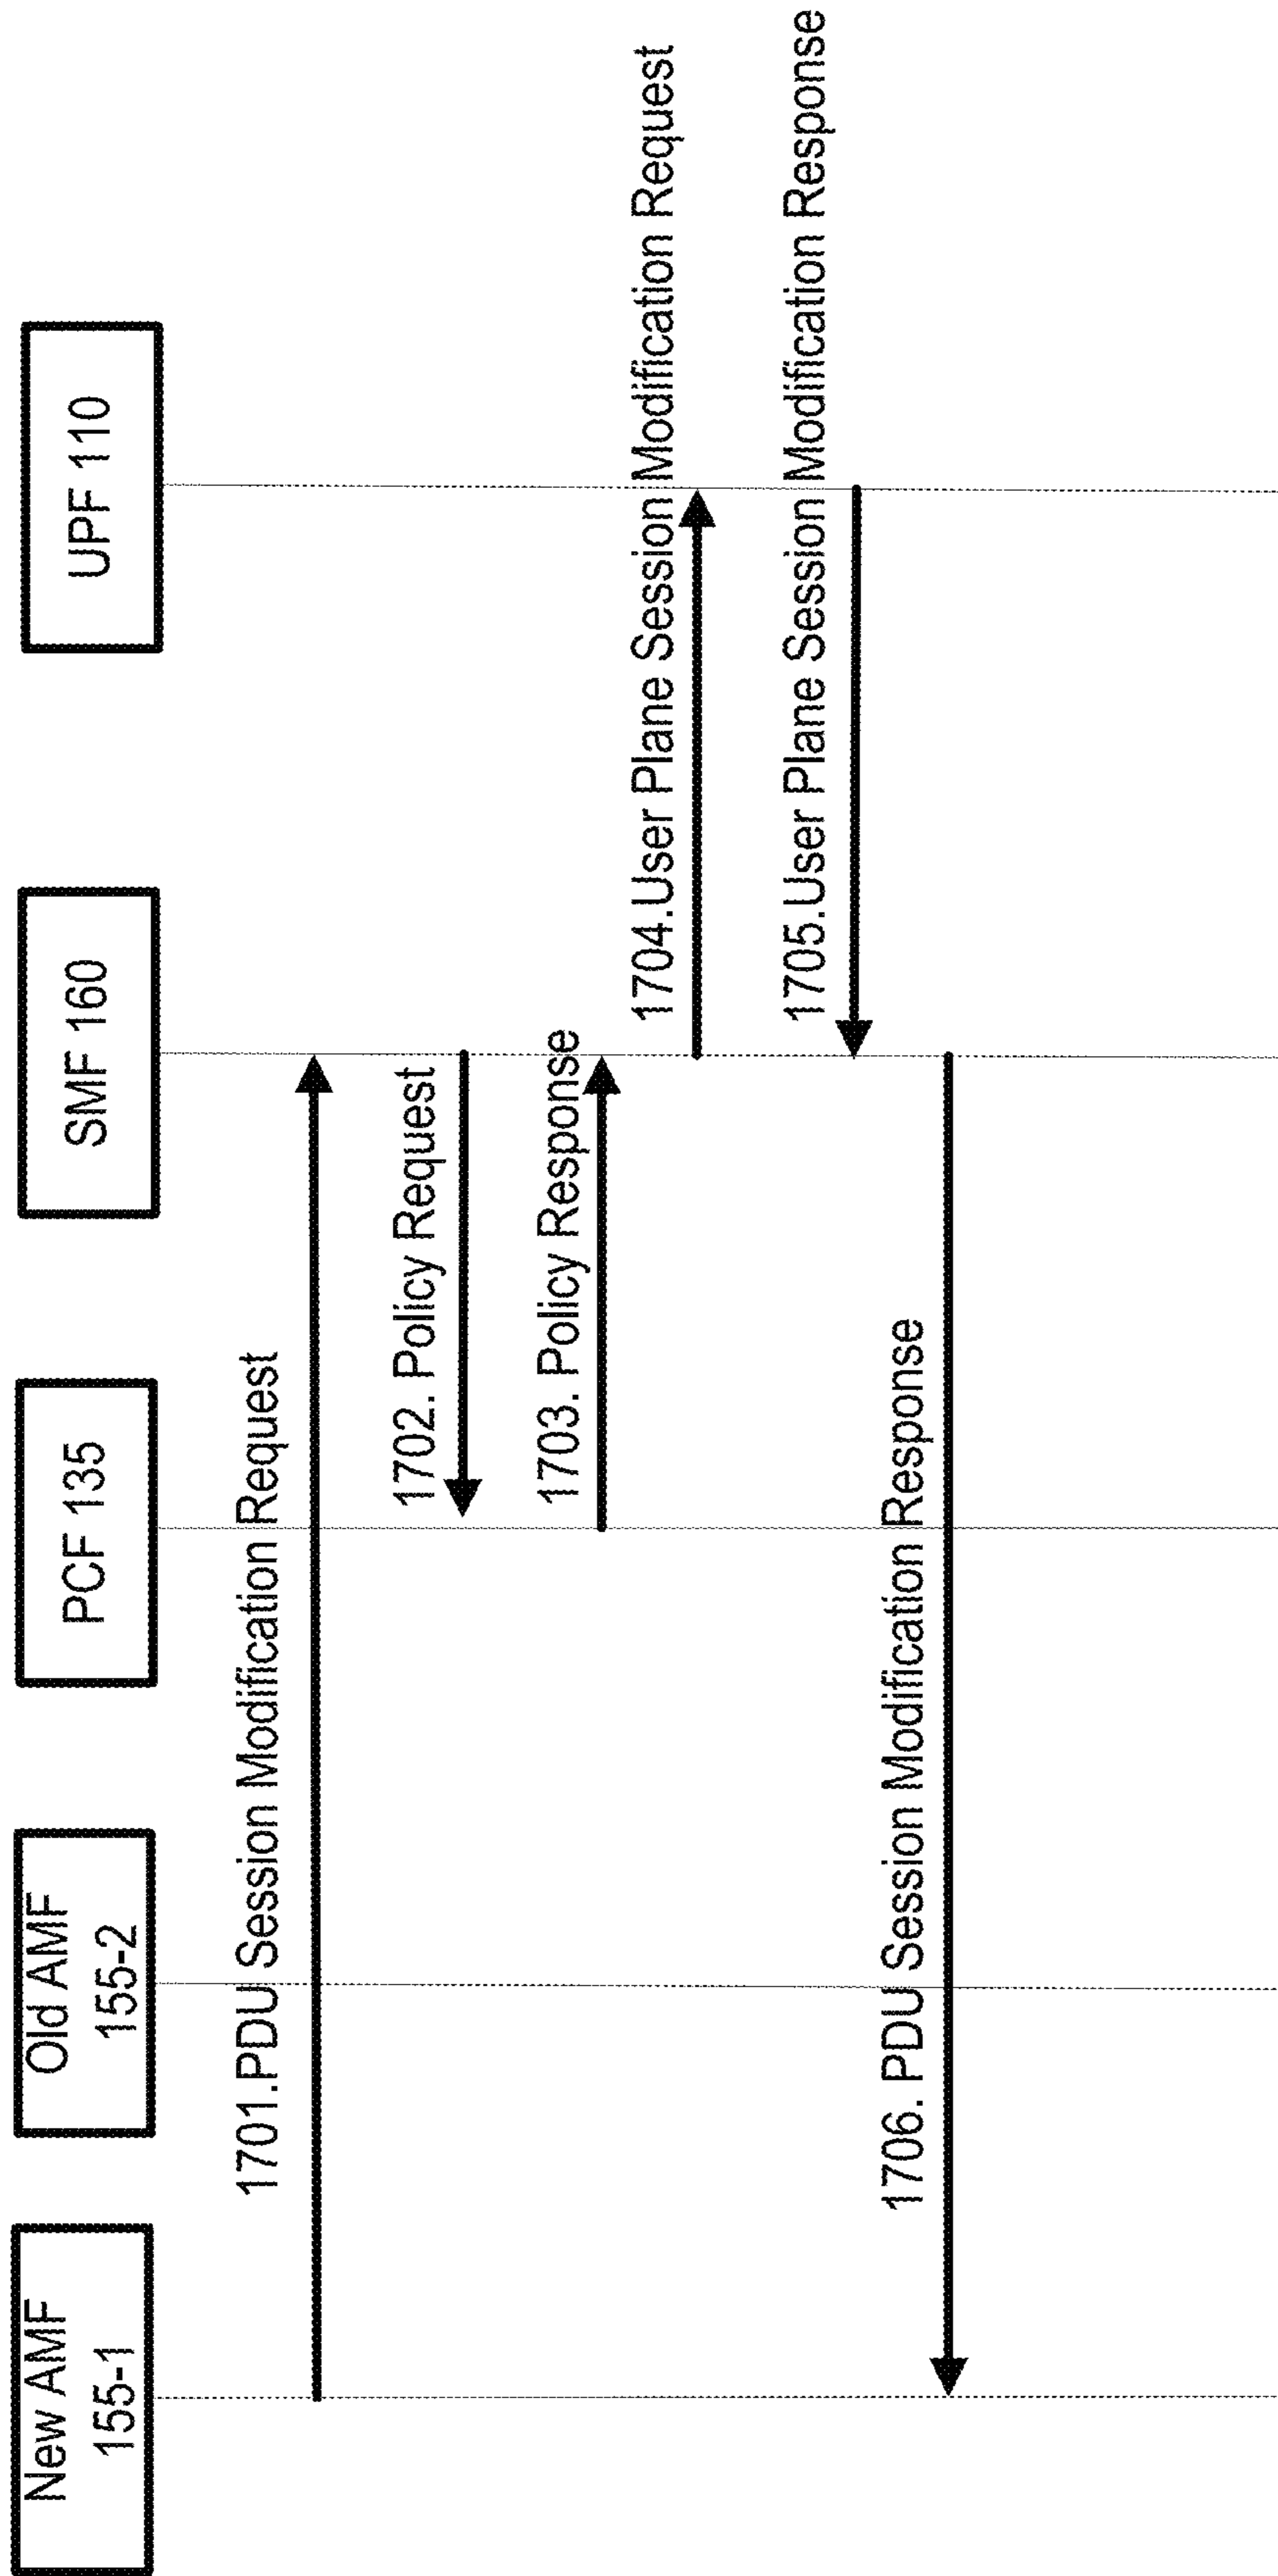 New AMF
155-1
Old AMF
155-2
PCF 135
SMF 160
UPF 110
1701.PDU Session Modification Request
1702. Policy Request
1703. Policy Response
1704.User Plane Session Modification Request
1705.User Plane Session Modification Response
1706. PDU Session Modification Response